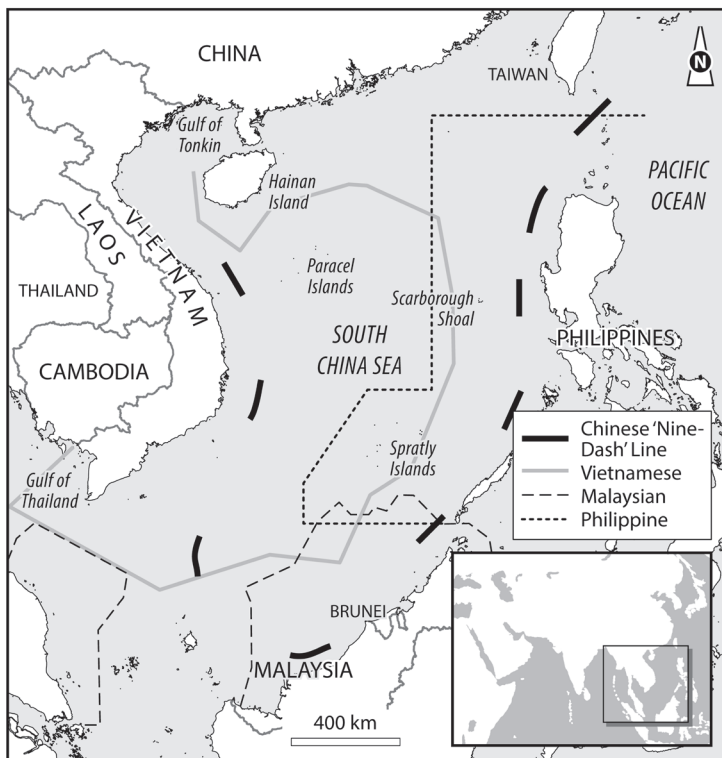 CHINA
TAIWAN
N
Gulf of
Tonkin
Hainan
Island
PACIFIC
OCEAN
LAOS
VIETNAM
THAILAND
Paracel
Islands
Scarborough
Shoal
SOUTH
CHINA SEA
PHILIPPINES
CAMBODIA
Spratly
Islands
Gulf of
Thailand
Chinese ‘Nine-
Dash’ Line
Vietnamese
Malaysian
Philippine
BRUNEI
MALAYSIA
400 km